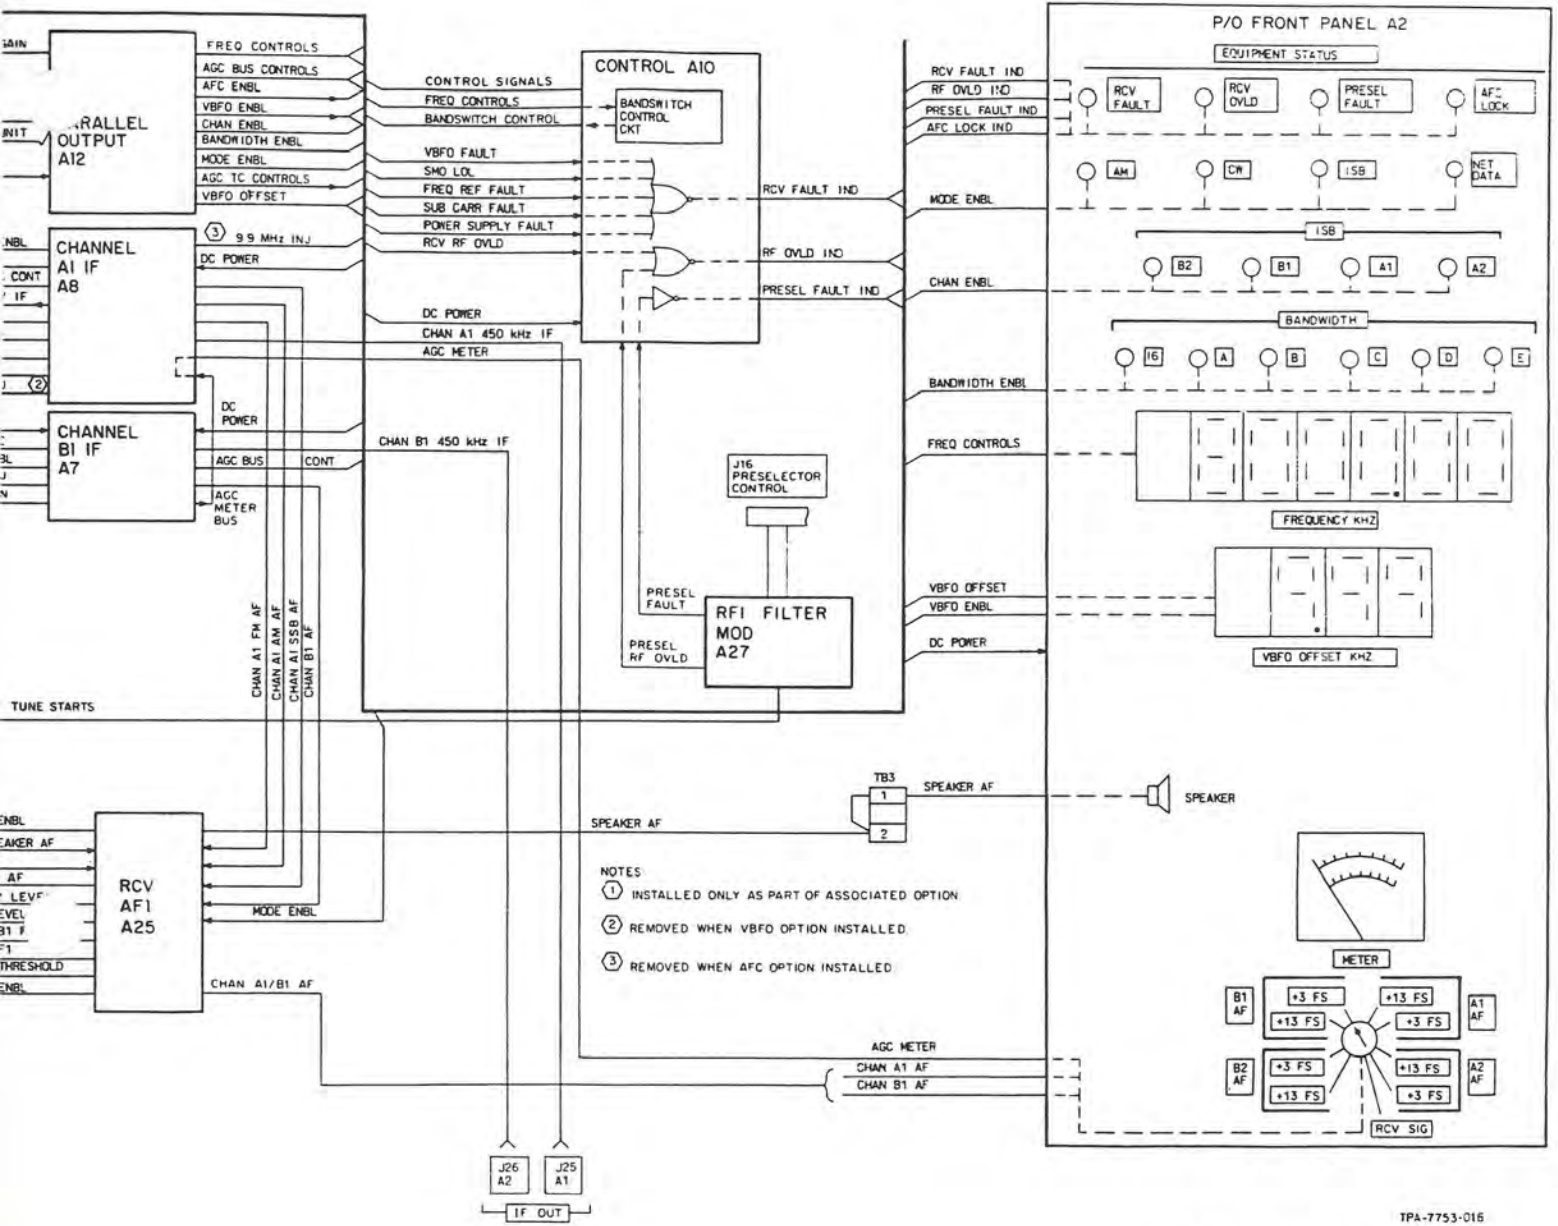 P/O FRONT PANEL A2
EQUIPMENT STATUS
FREQ CONTROLS
AGC BUS CONTROLS
AFC ENBL
VBFO ENBL
CHAN ENBL
BANDWIDTH ENBL
MODE ENBL
AGC TC CONTROLS
VBFO OFFSET
OUTPUT
A12
CONTROL SIGNALS
FREQ CONTROLS
BANDSWITCH CONTROL
VBFO FAULT
SMO LOL
FREQ REF FAULT
SUB CARR FAULT
POWER SUPPLY FAULT
RCV RF OVLD
CONTROL A10
BANDSWITCH
CONTROL
CKT
RCV FAULT IND
RF OVLD IND
PRESEL FAULT IND
RCV FAULT IND
RF OVLD IND
PRESEL FAULT IND
AFC LOCK IND
RCV
FAULT
RCV
OVLD
PRESEL
FAULT
AFC
LOCK
AM
CW
ISB
NET
DATA
MODE ENBL
ISB
B2
B1
A1
A2
CHAN ENBL
BANDWIDTH
16
A
B
C
D
E
BANDWIDTH ENBL
FREQ CONTROLS
FREQUENCY KHZ
VBFO OFFSET
VBFO ENBL
DC POWER
VBFO OFFSET KHZ
CHANNEL
A1 IF
A8
3
9.9 MHz INJ
DC POWER
CONT
IF
2
DC POWER
CHAN A1 450 kHz IF
AGC METER
DC
POWER
CHANNEL
B1 IF
A7
CHAN B1 450 kHz IF
AGC BUS CONT
AGC
METER
BUS
J16
PRESELECTOR
CONTROL
PRESEL
FAULT
PRESEL
RF OVLD
RFI FILTER
MOD
A27
CHAN A1 FM AF
CHAN A1 AM AF
CHAN A1 SSB AF
CHAN B1 AF
TUNE STARTS
RCV
AF1
A25
AF
THRESHOLD
MODE ENBL
CHAN A1/B1 AF
SPEAKER AF
TB3
1
2
SPEAKER AF
SPEAKER
NOTES
1 INSTALLED ONLY AS PART OF ASSOCIATED OPTION
2 REMOVED WHEN VBFO OPTION INSTALLED
3 REMOVED WHEN AFC OPTION INSTALLED
METER
B1
AF
+3 FS
+13 FS
+13 FS
+3 FS
A1
AF
B2
AF
+3 FS
+13 FS
+13 FS
+3 FS
A2
AF
RCV SIG
AGC METER
CHAN A1 AF
CHAN B1 AF
J26
A2
J25
A1
IF OUT
TPA-7753-016